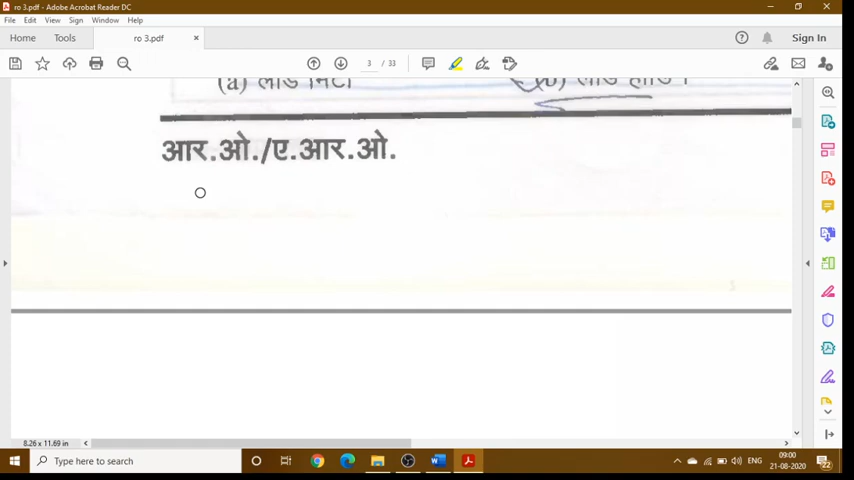 ro 3.pdf - Adobe Acrobat Reader DC
File Edit View Sign Window Help
Home Tools ro 3.pdf × Sign In
3 / 33
(a) लॉर्ड मिंटो (b) लॉर्ड हार्डिंग
आर.ओ./ए.आर.ओ.
3
8.26 x 11.69 in
Type here to search
ENG
09:00
21-08-2020
22